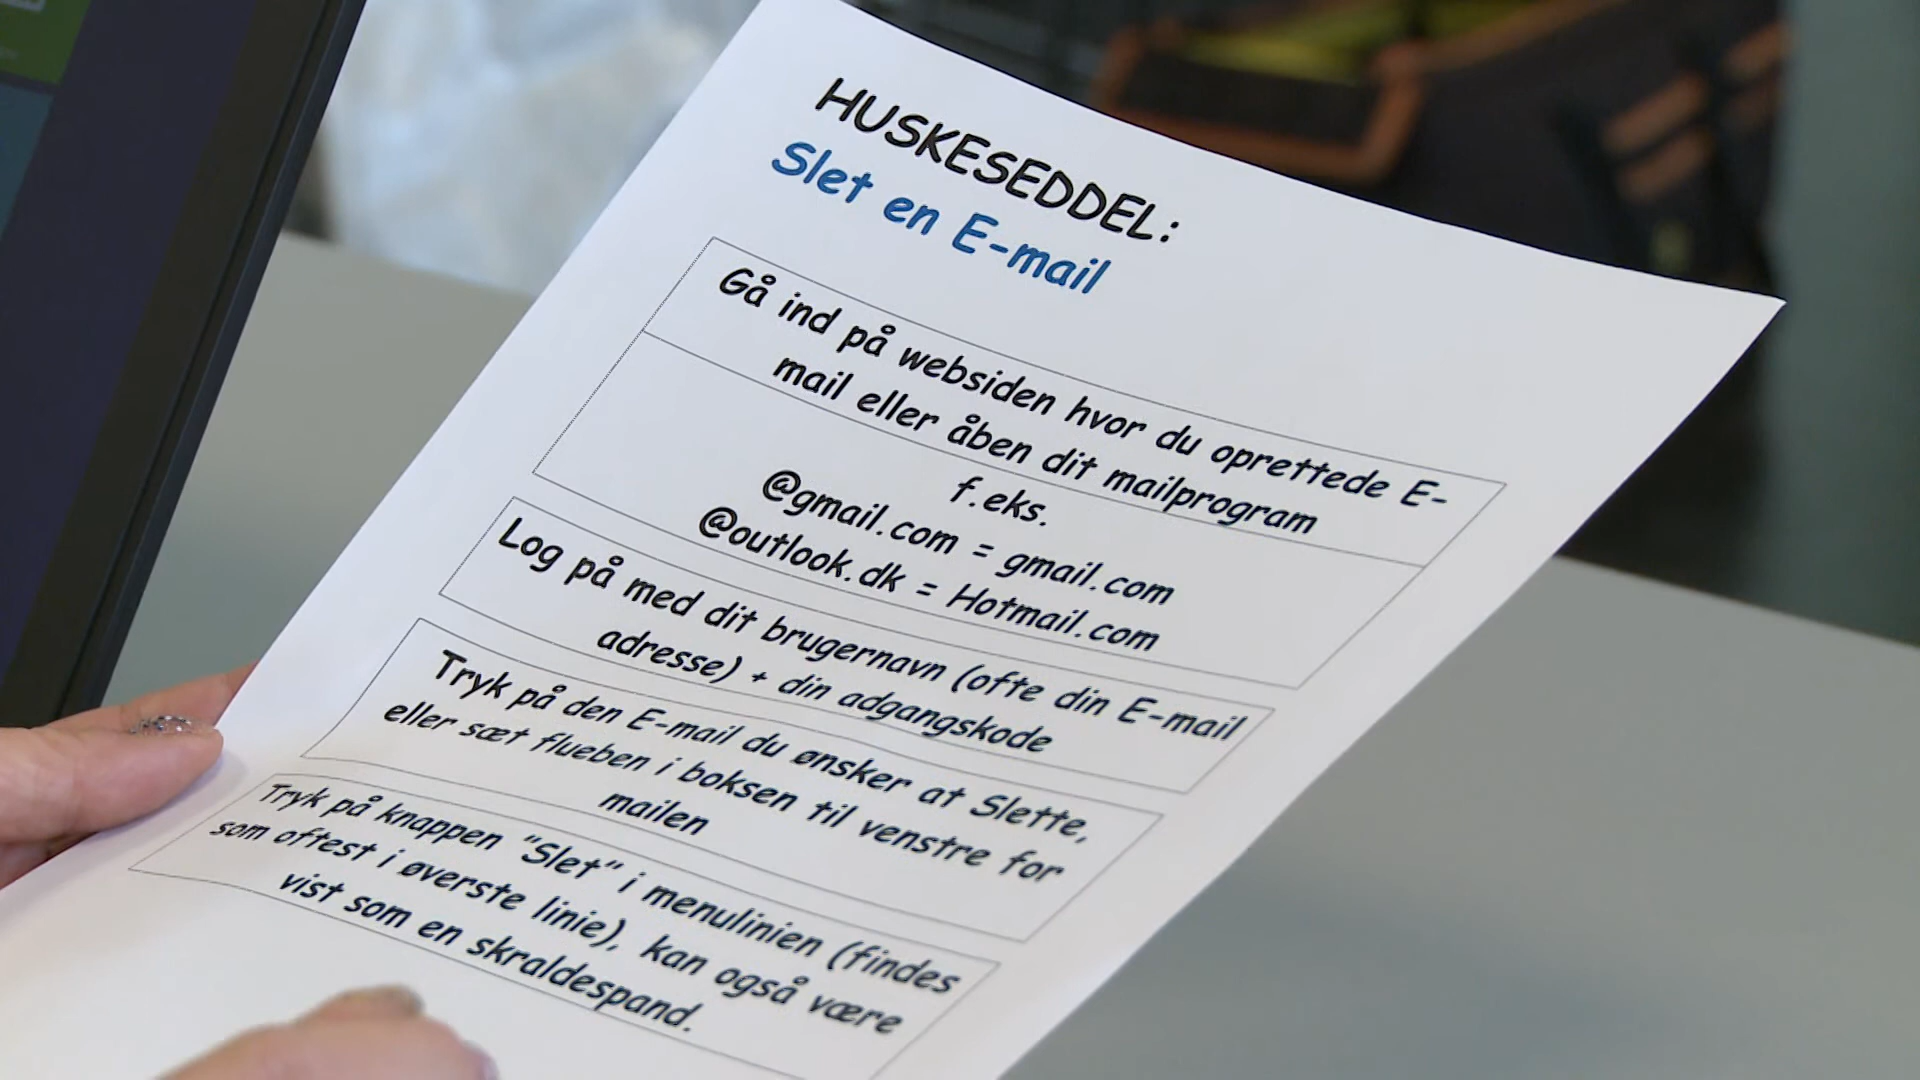 HUSKESEDDEL:
Slet en E-mail
Gå ind på websiden hvor du oprettede E-
mail eller åben dit mailprogram
f.eks.
@gmail.com = gmail.com
@outlook.dk = Hotmail.com
Log på med dit brugernavn (ofte din E-mail
adresse) + din adgangskode
Tryk på den E-mail du ønsker at Slette,
eller sæt flueben i boksen til venstre for
mailen
Tryk på knappen "Slet" i menulinien (findes
som oftest i øverste linie), kan også være
vist som en skraldespand.